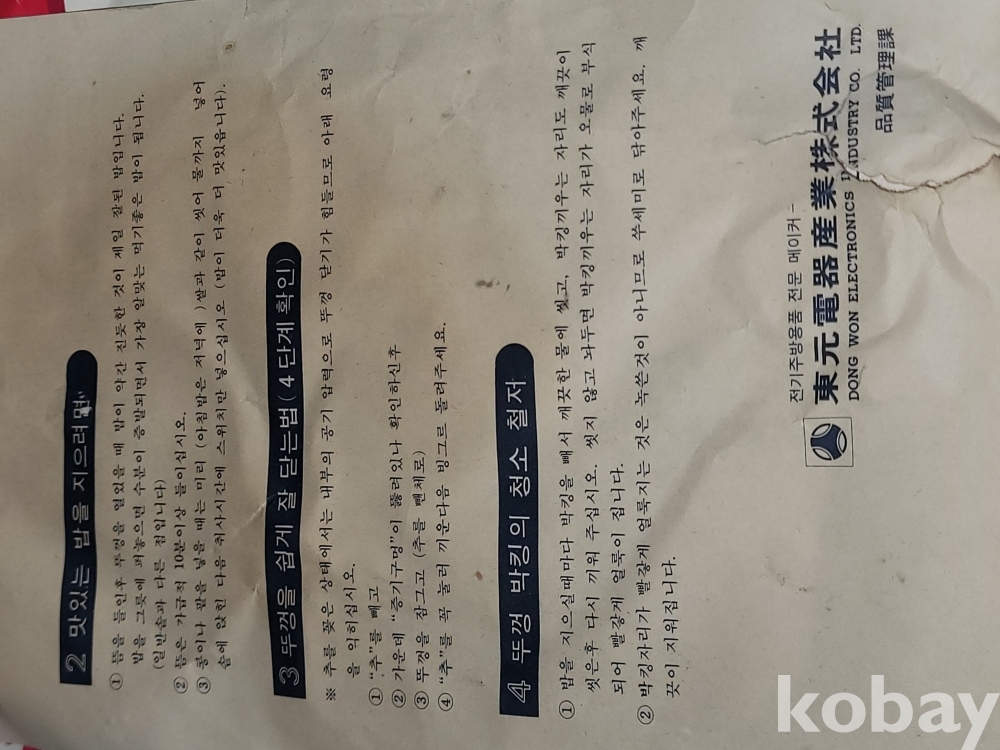 2 맛있는 밥을 지으려면
① 뜸을 들인후 뚜껑을 열었을 때 밥이 약간 진듯한 것이 제일 잘된 밥입니다.
밥을 그릇에 퍼놓으면 수분이 증발되면서 가장 알맞는 먹기좋은 밥이 됩니다.
(일반솥과 다른 점입니다)
② 뜸은 가급적 10분이상 들이십시오.
③ 콩이나 팥을 넣을 때는 미리 (아침밥은 저녁에 )쌀과 같이 씻어 물까지 넣어
솥에 앉힌 다음 취사시간에 스위치만 넣으십시오 (밥이 더욱 더 맛있읍니다).
3 뚜껑을 쉽게 잘 닫는법(4단계 확인)
※ 추를 꽂은 상태에서는 내부의 공기 압력으로 뚜껑 닫기가 힘들므로 아래 요령
을 익히십시오.
① “추”를 빼고
② 가운데 “증기구멍”이 뚫려있나 확인하신후
③ 뚜껑을 잠그고 (추를 뺀채로)
④ “추”를 꼭 눌러 끼운다음 빙그르 돌려주세요.
4 뚜껑 박킹의 청소 철저
① 밥을 지으실때마다 박킹을 빼서 깨끗한 물에 씻고, 박킹끼우는 자리도 깨끗이
씻은후 다시 끼워 주십시오. 씻지 않고 놔두면 박킹끼우는 자리가 오물로 부식
되어 빨갛게 얼룩이 집니다.
② 박킹자리가 빨갛게 얼룩지는 것은 녹쓴것이 아니므로 쑤세미로 닦아주세요. 깨
끗이 지워집니다.
전기주방용품 전문 메이커 -
東元電器産業株式会社
DONG WON ELECTRONICS INDUSTRY CO. LTD.
品質管理課
kobay